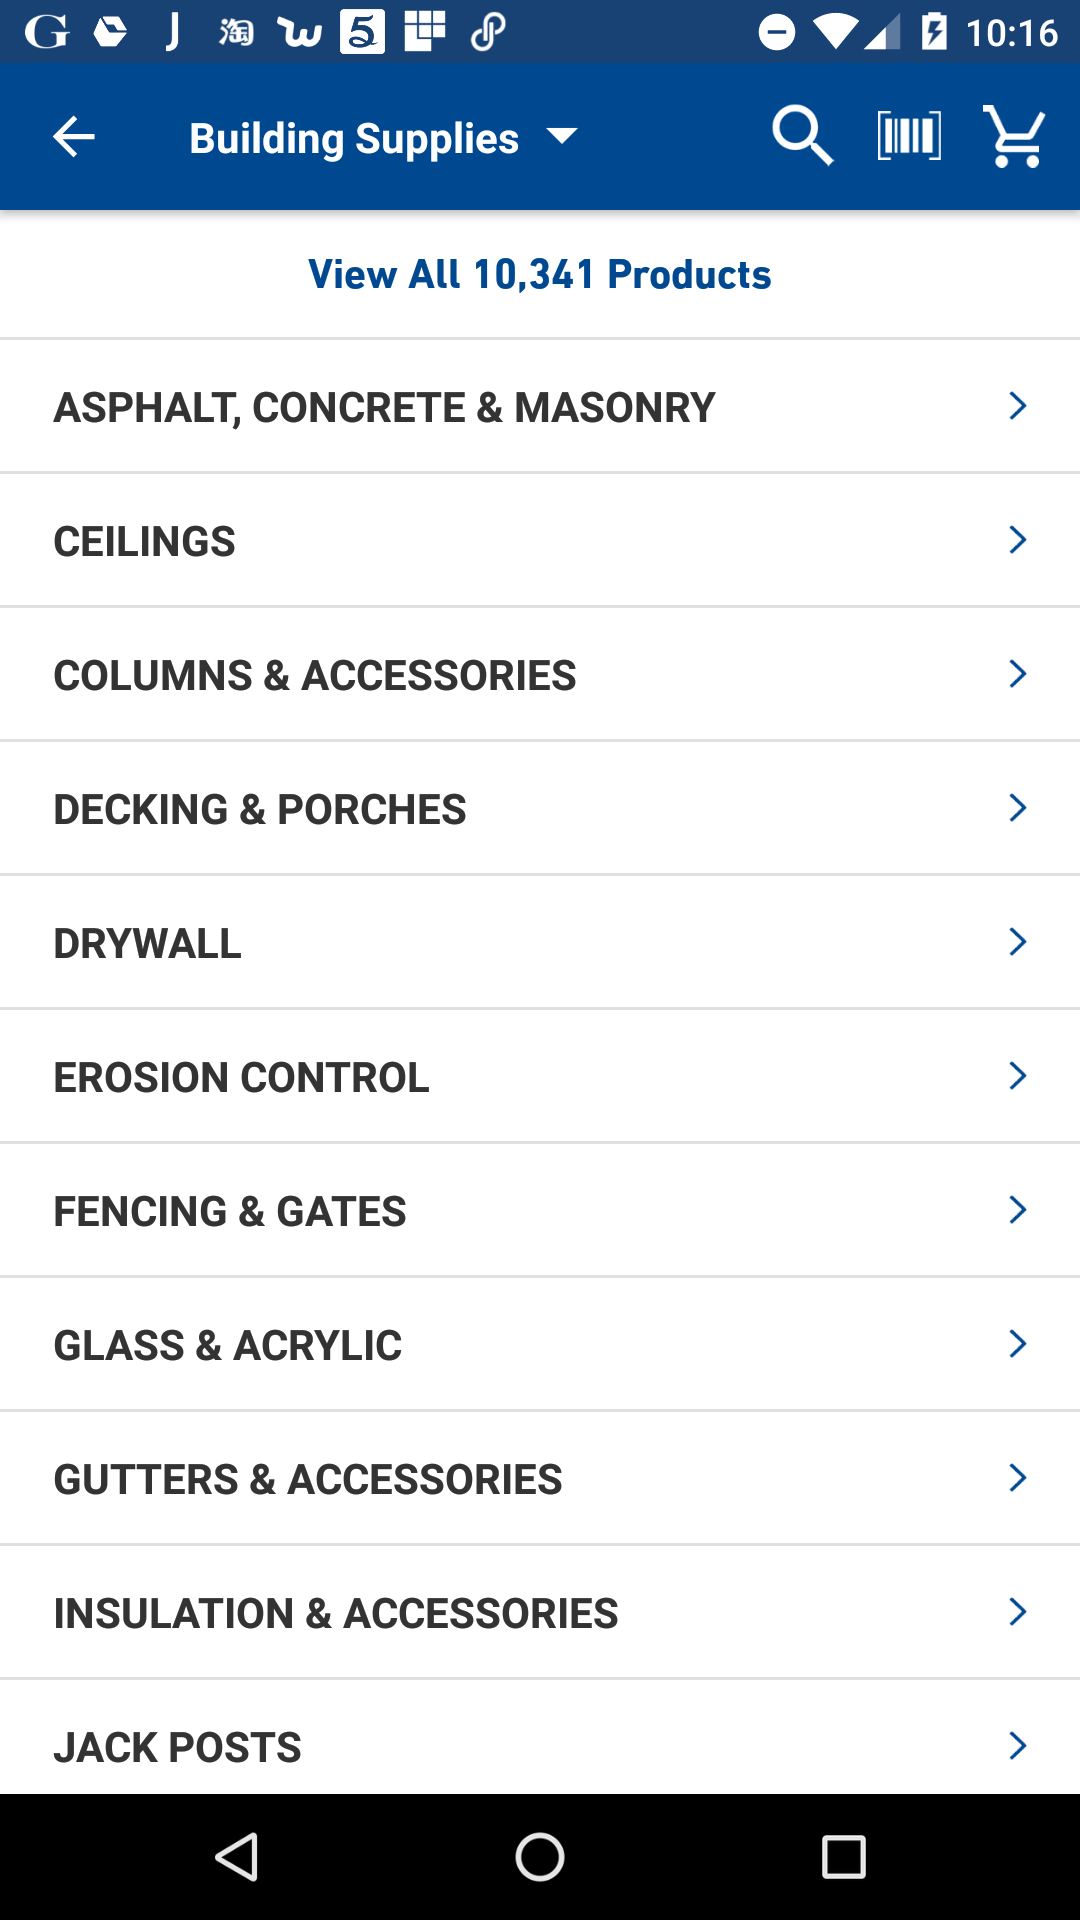 G J 淘 w 5 10:16
Building Supplies
View All 10,341 Products
ASPHALT, CONCRETE & MASONRY
CEILINGS
COLUMNS & ACCESSORIES
DECKING & PORCHES
DRYWALL
EROSION CONTROL
FENCING & GATES
GLASS & ACRYLIC
GUTTERS & ACCESSORIES
INSULATION & ACCESSORIES
JACK POSTS